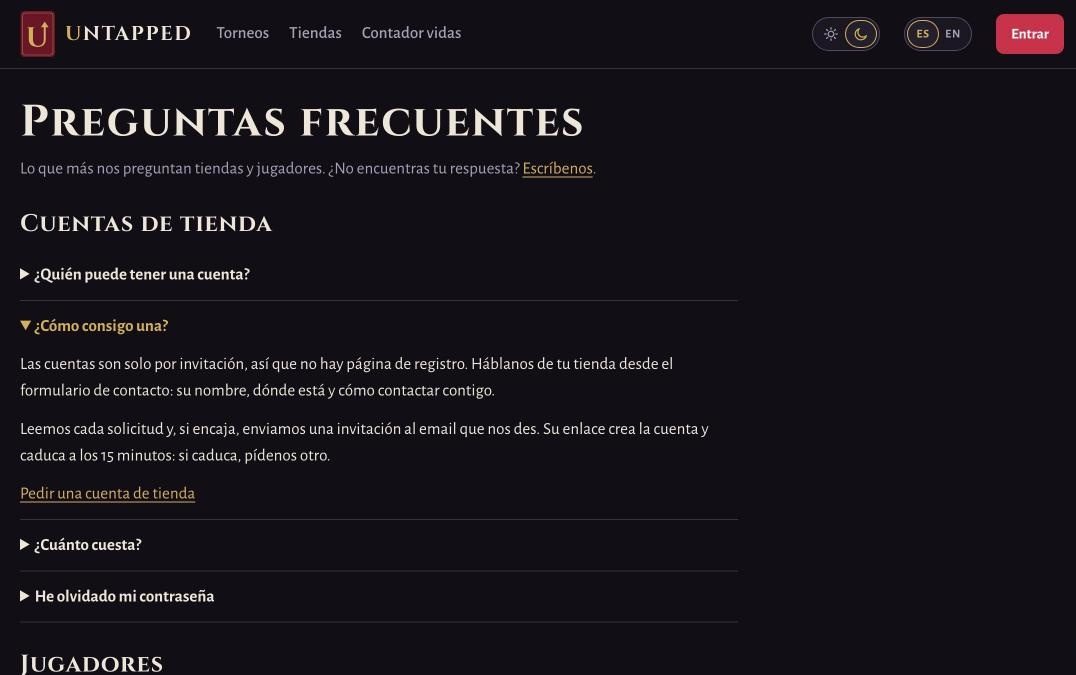 U UNTAPPED Torneos Tiendas Contador vidas ES EN Entrar
Preguntas frecuentes
Lo que más nos preguntan tiendas y jugadores. ¿No encuentras tu respuesta? Escríbenos.
Cuentas de tienda
¿Quién puede tener una cuenta?
¿Cómo consigo una?
Las cuentas son solo por invitación, así que no hay página de registro. Háblanos de tu tienda desde el
formulario de contacto: su nombre, dónde está y cómo contactar contigo.
Leemos cada solicitud y, si encaja, enviamos una invitación al email que nos des. Su enlace crea la cuenta y
caduca a los 15 minutos: si caduca, pídenos otro.
Pedir una cuenta de tienda
¿Cuánto cuesta?
He olvidado mi contraseña
Jugadores